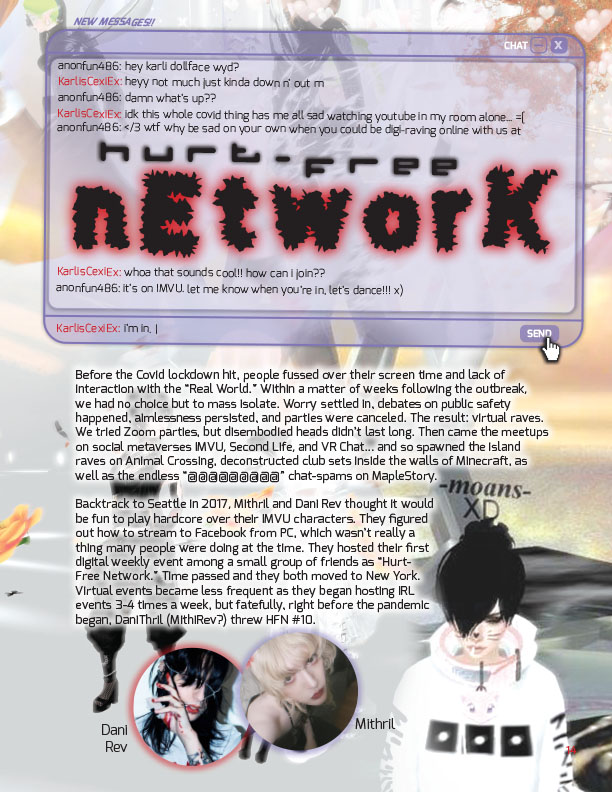 NEW MESSAGES!!
CHAT — X
anonfun486: hey karli dollface wyd?
KarlisCexiEx: heyy not much just kinda down n' out rn
anonfun486: damn what's up??
KarlisCexiEx: idk this whole covid thing has me all sad watching youtube in my room alone... =[
anonfun486: </3 wtf why be sad on your own when you could be digi-raving online with us at
hurt-free
nEtworK
KarlisCexiEx: whoa that sounds cool!! how can i join??
anonfun486: it's on IMVU. let me know when you're in, let's dance!!! x)
KarlisCexiEx: i'm in. |
SEND
Before the Covid lockdown hit, people fussed over their screen time and lack of
interaction with the “Real World.” Within a matter of weeks following the outbreak,
we had no choice but to mass isolate. Worry settled in, debates on public safety
happened, aimlessness persisted, and parties were canceled. The result: virtual raves.
We tried Zoom parties, but disembodied heads didn't last long. Then came the meetups
on social metaverses IMVU, Second Life, and VR Chat... and so spawned the island
raves on Animal Crossing, deconstructed club sets inside the walls of Minecraft, as
well as the endless “@@@@@@@@@” chat-spams on MapleStory.
-moans-
XD
Backtrack to Seattle in 2017, Mithril and Dani Rev thought it would
be fun to play hardcore over their IMVU characters. They figured
out how to stream to Facebook from PC, which wasn't really a
thing many people were doing at the time. They hosted their first
digital weekly event among a small group of friends as “Hurt-
Free Network.” Time passed and they both moved to New York.
Virtual events became less frequent as they began hosting IRL
events 3-4 times a week, but fatefully, right before the pandemic
began, DaniThril (MithiRev?) threw HFN #10.
Dani
Rev
Mithril